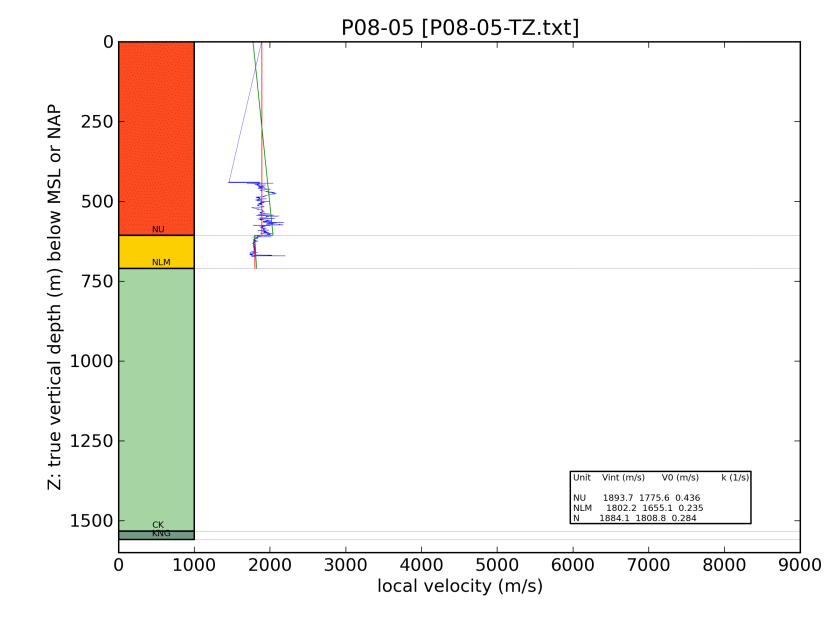 P08-05 [P08-05-TZ.txt]
Z: true vertical depth (m) below MSL or NAP
0
250
500
750
1000
1250
1500
NU
NLM
CK
KNG
Unit Vint (m/s) V0 (m/s) k (1/s)
NU 1893.7 1775.6 0.436
NLM 1802.2 1655.1 0.235
N 1884.1 1808.8 0.284
0 1000 2000 3000 4000 5000 6000 7000 8000 9000
local velocity (m/s)